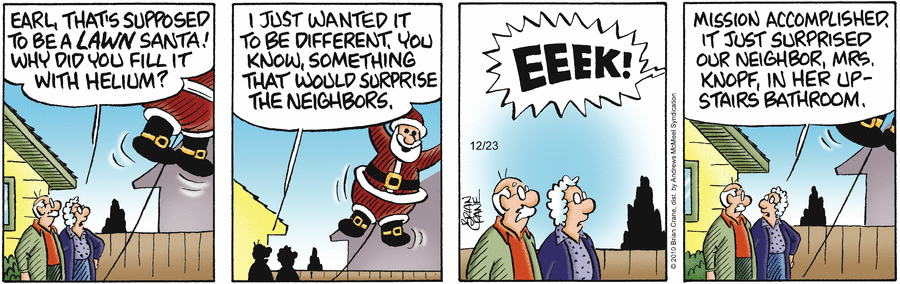 EARL, THAT'S SUPPOSED
TO BE A LAWN SANTA!
WHY DID YOU FILL IT
WITH HELIUM?
I JUST WANTED IT
TO BE DIFFERENT, YOU
KNOW, SOMETHING
THAT WOULD SURPRISE
THE NEIGHBORS.
EEEK!
12/23
BRIAN
CRANE
© 2010 Brian Crane, dist. by Andrews McMeel Syndication
MISSION ACCOMPLISHED.
IT JUST SURPRISED
OUR NEIGHBOR, MRS.
KNOPF, IN HER UP-
STAIRS BATHROOM.